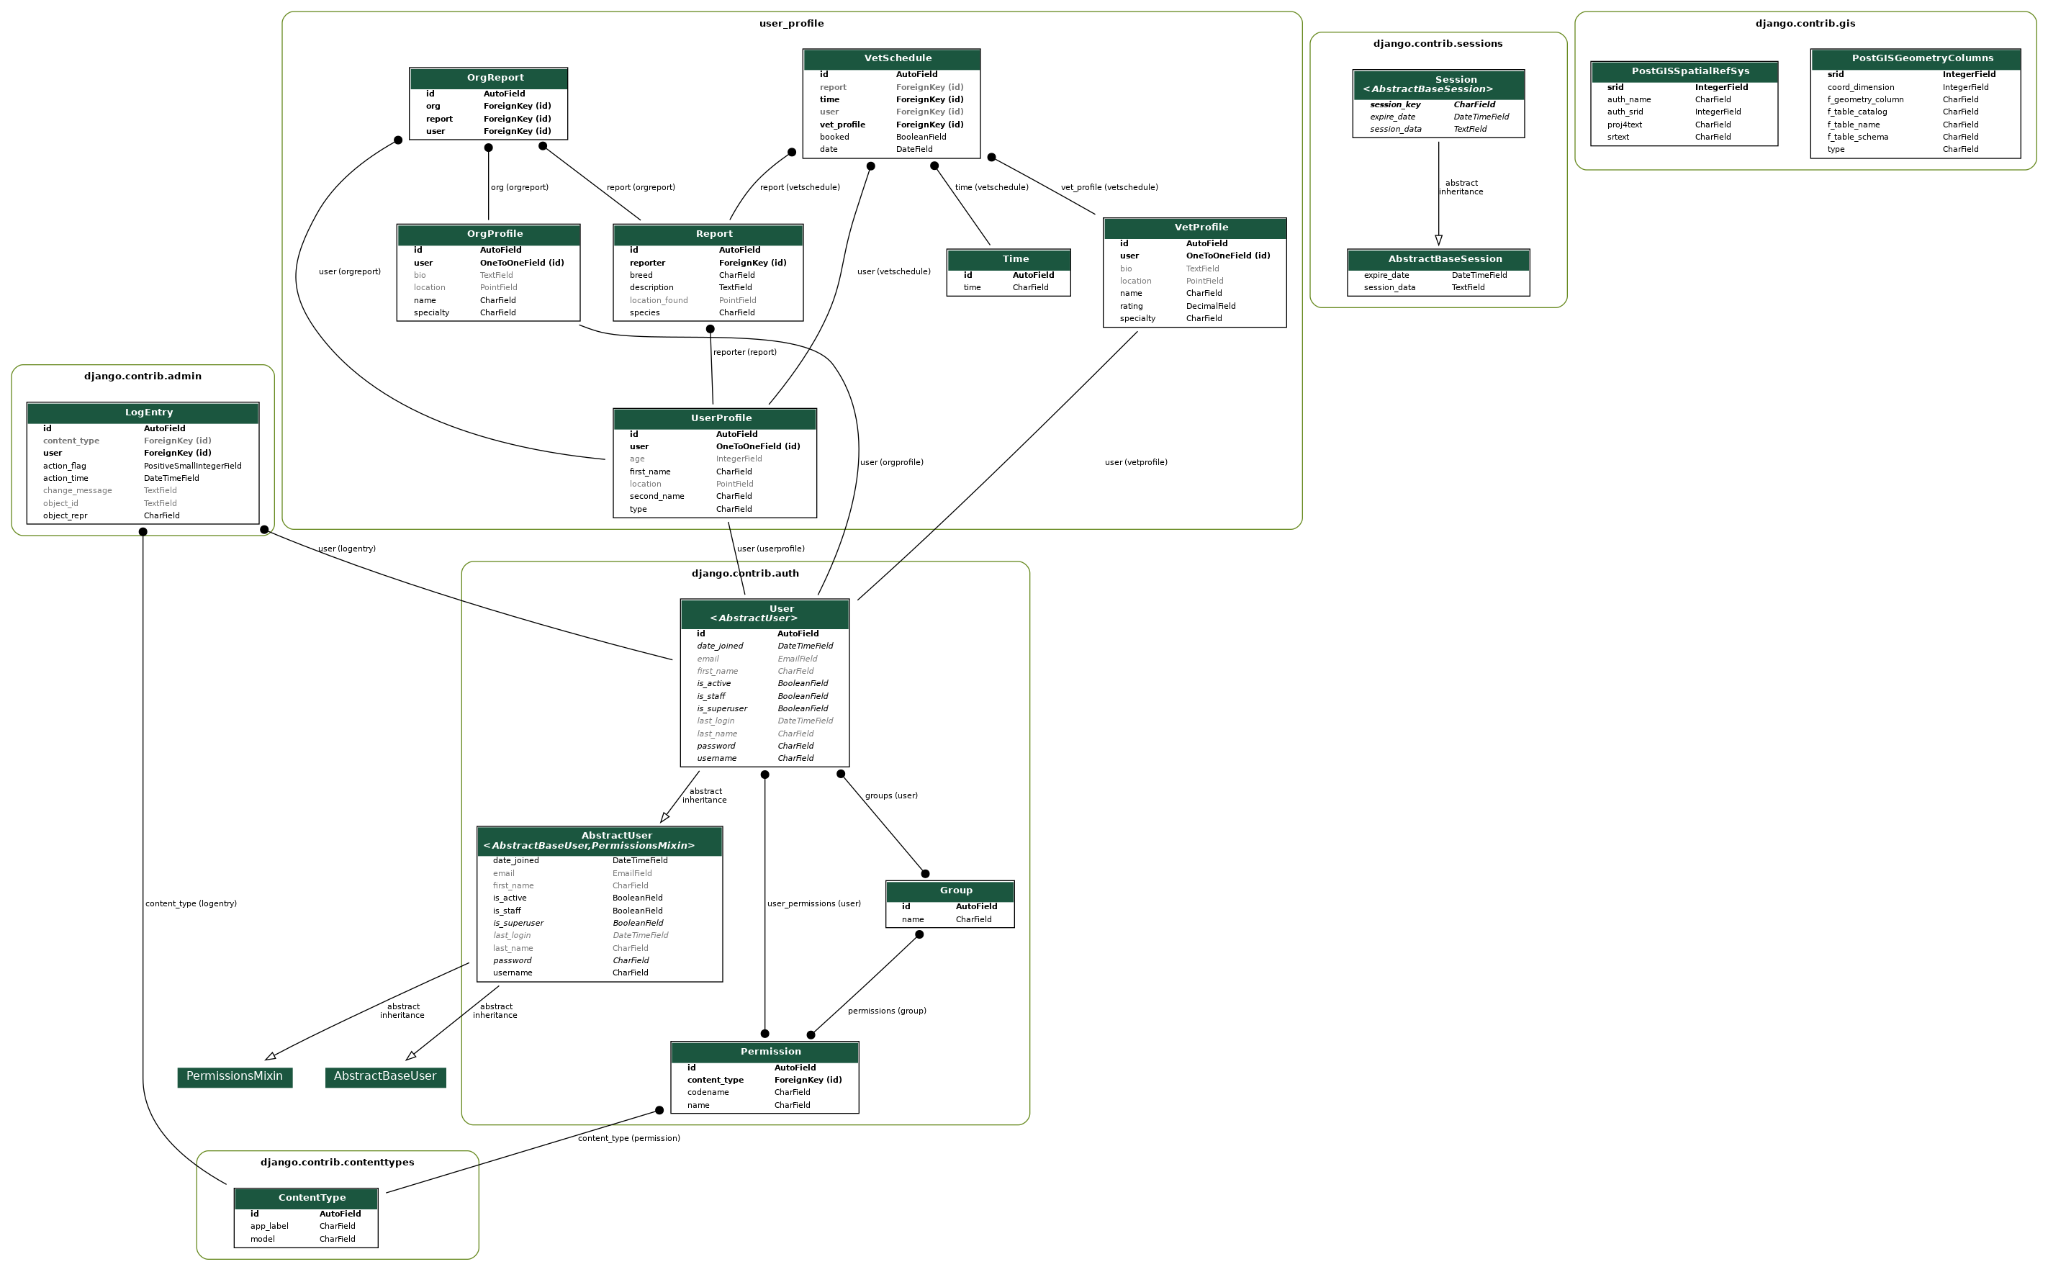 user_profile
OrgReport
id AutoField
org ForeignKey (id)
report ForeignKey (id)
user ForeignKey (id)
VetSchedule
id AutoField
report ForeignKey (id)
time ForeignKey (id)
user ForeignKey (id)
vet_profile ForeignKey (id)
booked BooleanField
date DateField
org (orgreport)
report (orgreport)
report (vetschedule)
time (vetschedule)
vet_profile (vetschedule)
user (orgreport)
user (vetschedule)
OrgProfile
id AutoField
user OneToOneField (id)
bio TextField
location PointField
name CharField
specialty CharField
Report
id AutoField
reporter ForeignKey (id)
breed CharField
description TextField
location_found PointField
species CharField
Time
id AutoField
time CharField
VetProfile
id AutoField
user OneToOneField (id)
bio TextField
location PointField
name CharField
rating DecimalField
specialty CharField
reporter (report)
UserProfile
id AutoField
user OneToOneField (id)
age IntegerField
first_name CharField
location PointField
second_name CharField
type CharField
user (orgprofile)
user (vetprofile)
user (userprofile)
django.contrib.sessions
Session
<AbstractBaseSession>
session_key CharField
expire_date DateTimeField
session_data TextField
abstract
inheritance
AbstractBaseSession
expire_date DateTimeField
session_data TextField
django.contrib.gis
PostGISSpatialRefSys
srid IntegerField
auth_name CharField
auth_srid IntegerField
proj4text CharField
srtext CharField
PostGISGeometryColumns
srid IntegerField
coord_dimension IntegerField
f_geometry_column CharField
f_table_catalog CharField
f_table_name CharField
f_table_schema CharField
type CharField
django.contrib.admin
LogEntry
id AutoField
content_type ForeignKey (id)
user ForeignKey (id)
action_flag PositiveSmallIntegerField
action_time DateTimeField
change_message TextField
object_id TextField
object_repr CharField
user (logentry)
content_type (logentry)
django.contrib.auth
User
<AbstractUser>
id AutoField
date_joined DateTimeField
email EmailField
first_name CharField
is_active BooleanField
is_staff BooleanField
is_superuser BooleanField
last_login DateTimeField
last_name CharField
password CharField
username CharField
abstract
inheritance
groups (user)
user_permissions (user)
AbstractUser
<AbstractBaseUser,PermissionsMixin>
date_joined DateTimeField
email EmailField
first_name CharField
is_active BooleanField
is_staff BooleanField
is_superuser BooleanField
last_login DateTimeField
last_name CharField
password CharField
username CharField
Group
id AutoField
name CharField
permissions (group)
abstract
inheritance
abstract
inheritance
PermissionsMixin
AbstractBaseUser
Permission
id AutoField
content_type ForeignKey (id)
codename CharField
name CharField
content_type (permission)
django.contrib.contenttypes
ContentType
id AutoField
app_label CharField
model CharField